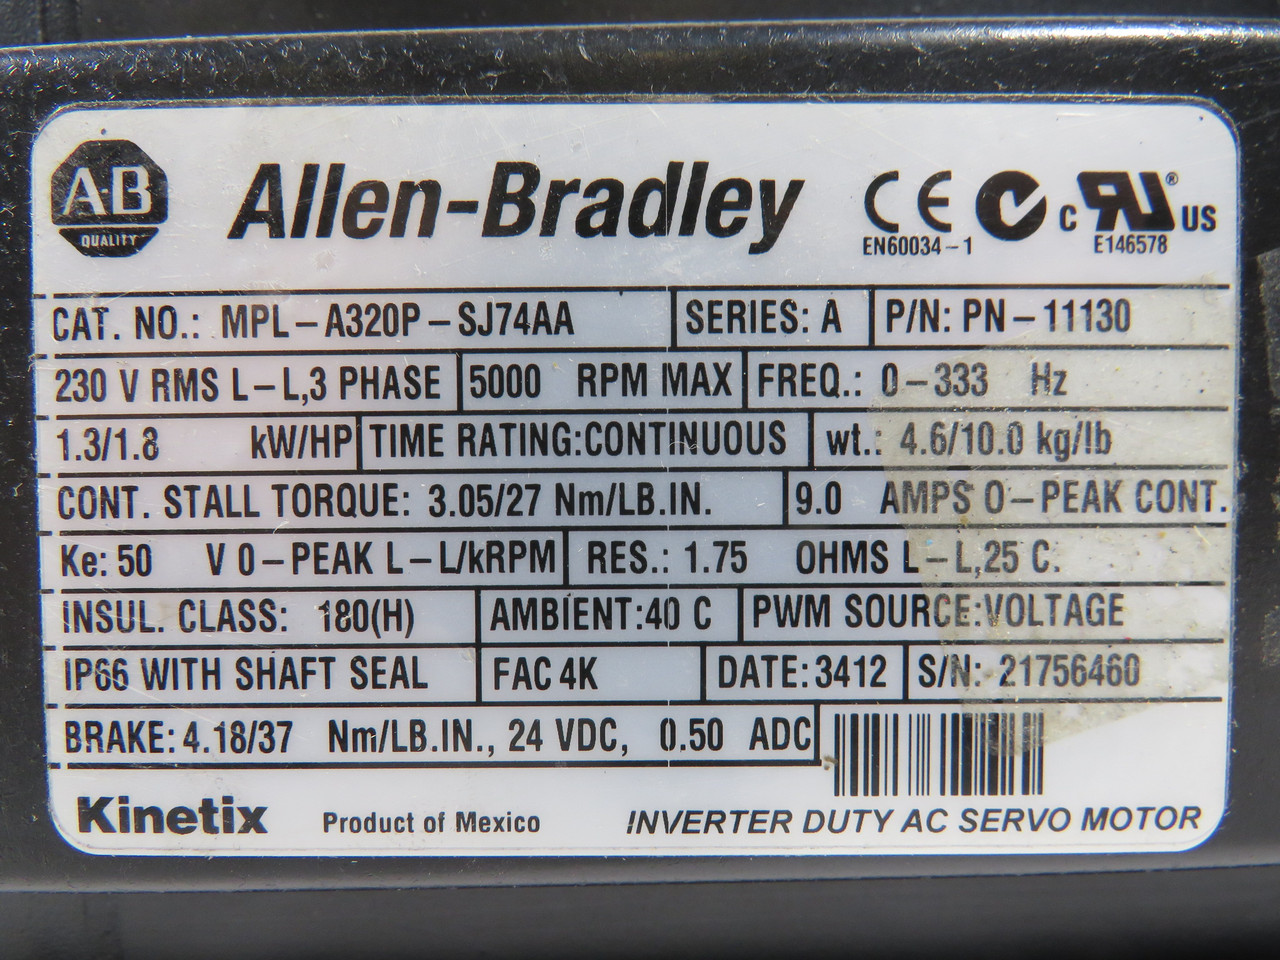 A·B QUALITY
Allen-Bradley
CE EN60034-1
c RU ® US E146578
CAT. NO.: MPL-A320P-SJ74AA SERIES: A P/N: PN-11130
230 V RMS L-L,3 PHASE 5000 RPM MAX FREQ.: 0-333 Hz
1.3/1.8 kW/HP TIME RATING:CONTINUOUS wt.: 4.6/10.0 kg/lb
CONT. STALL TORQUE: 3.05/27 Nm/LB.IN. 9.0 AMPS 0-PEAK CONT.
Ke: 50 V 0-PEAK L-L/kRPM RES.: 1.75 OHMS L-L,25 C.
INSUL. CLASS: 180(H) AMBIENT:40 C PWM SOURCE:VOLTAGE
IP66 WITH SHAFT SEAL FAC 4K DATE:3412 S/N: 21756460
BRAKE: 4.18/37 Nm/LB.IN., 24 VDC, 0.50 ADC
Kinetix Product of Mexico INVERTER DUTY AC SERVO MOTOR